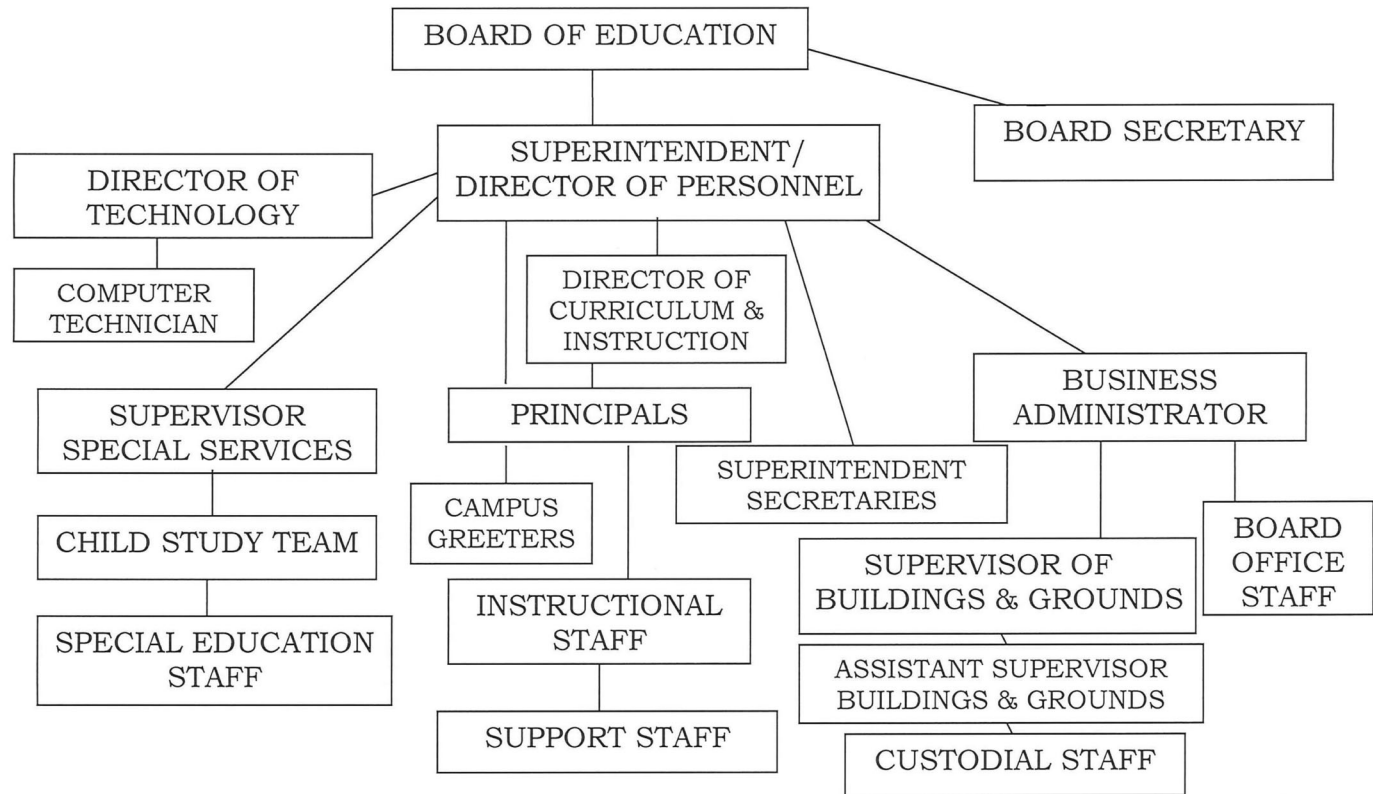 BOARD OF EDUCATION
BOARD SECRETARY
SUPERINTENDENT/
DIRECTOR OF PERSONNEL
DIRECTOR OF
TECHNOLOGY
COMPUTER
TECHNICIAN
DIRECTOR OF
CURRICULUM &
INSTRUCTION
BUSINESS
ADMINISTRATOR
SUPERVISOR
SPECIAL SERVICES
PRINCIPALS
SUPERINTENDENT
SECRETARIES
CAMPUS
GREETERS
CHILD STUDY TEAM
BOARD
OFFICE
STAFF
SUPERVISOR OF
BUILDINGS & GROUNDS
INSTRUCTIONAL
STAFF
SPECIAL EDUCATION
STAFF
ASSISTANT SUPERVISOR
BUILDINGS & GROUNDS
SUPPORT STAFF
CUSTODIAL STAFF